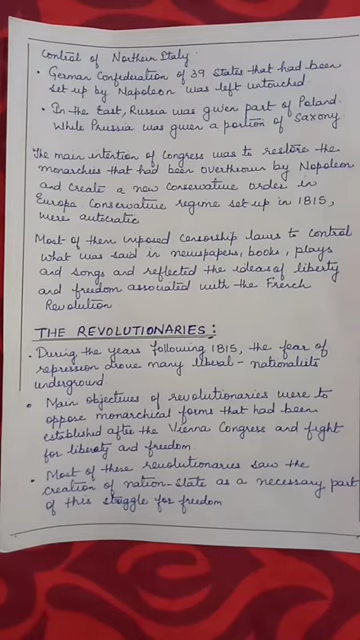 Control of Northern Italy.
• German Confederation of 39 States that had been
set up by Napoleon was left untouched.
• In the East, Russia was given part of Poland.
While Prussia was given a portion of Saxony
The main intention of Congress was to restore the
monarchies that had been overthrown by Napoleon
and create a new conservative order in
Europa Conservative regime set up in 1815,
were autocratic
Most of them imposed censorship laws to control
what was said in newspapers, books, plays
and songs and reflected the ideas of liberty
and freedom associated with the French
Revolution
THE REVOLUTIONARIES:
• During the years following 1815, the fear of
repression drove many liberal-nationalists
underground
• Main objectives of revolutionaries were to
oppose monarchical forms that had been
established after the Vienna Congress and fight
for liberty and freedom
• Most of these revolutionaries saw the
creation of nation-state as a necessary part
of this struggle for freedom